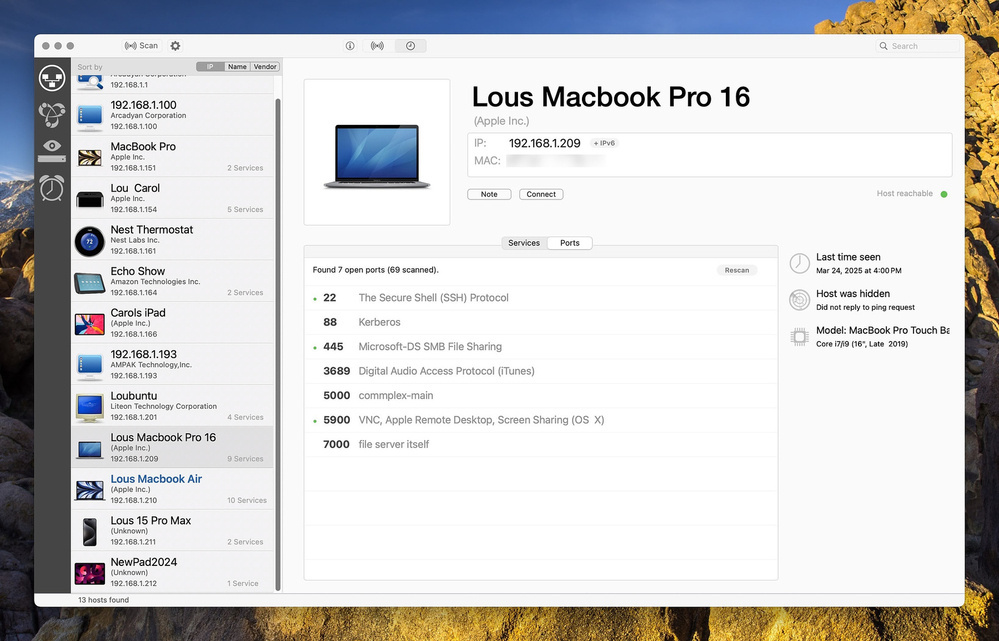 Scan
Search
Sort by
IP
Name
Vendor
Arcadyan Corporation
192.168.1.1
192.168.1.100
Arcadyan Corporation
192.168.1.100
MacBook Pro
Apple Inc.
192.168.1.151
2 Services
Lou Carol
Apple Inc.
192.168.1.154
5 Services
Nest Thermostat
Nest Labs Inc.
192.168.1.161
72
Echo Show
Amazon Technologies Inc.
192.168.1.164
2 Services
Carols iPad
(Apple Inc.)
192.168.1.166
192.168.1.193
AMPAK Technology,Inc.
192.168.1.193
Loubuntu
Liteon Technology Corporation
192.168.1.201
4 Services
Lous Macbook Pro 16
(Apple Inc.)
192.168.1.209
9 Services
Lous Macbook Air
(Apple Inc.)
192.168.1.210
10 Services
Lous 15 Pro Max
(Unknown)
192.168.1.211
2 Services
NewPad2024
(Unknown)
192.168.1.212
1 Service
13 hosts found
Lous Macbook Pro 16
(Apple Inc.)
IP: 192.168.1.209 + IPv6
MAC:
Note
Connect
Host reachable
Services
Ports
Found 7 open ports (69 scanned).
Rescan
22 The Secure Shell (SSH) Protocol
88 Kerberos
445 Microsoft-DS SMB File Sharing
3689 Digital Audio Access Protocol (iTunes)
5000 commplex-main
5900 VNC, Apple Remote Desktop, Screen Sharing (OS X)
7000 file server itself
Last time seen
Mar 24, 2025 at 4:00 PM
Host was hidden
Did not reply to ping request
Model: MacBook Pro Touch Ba
Core i7/i9 (16", Late 2019)